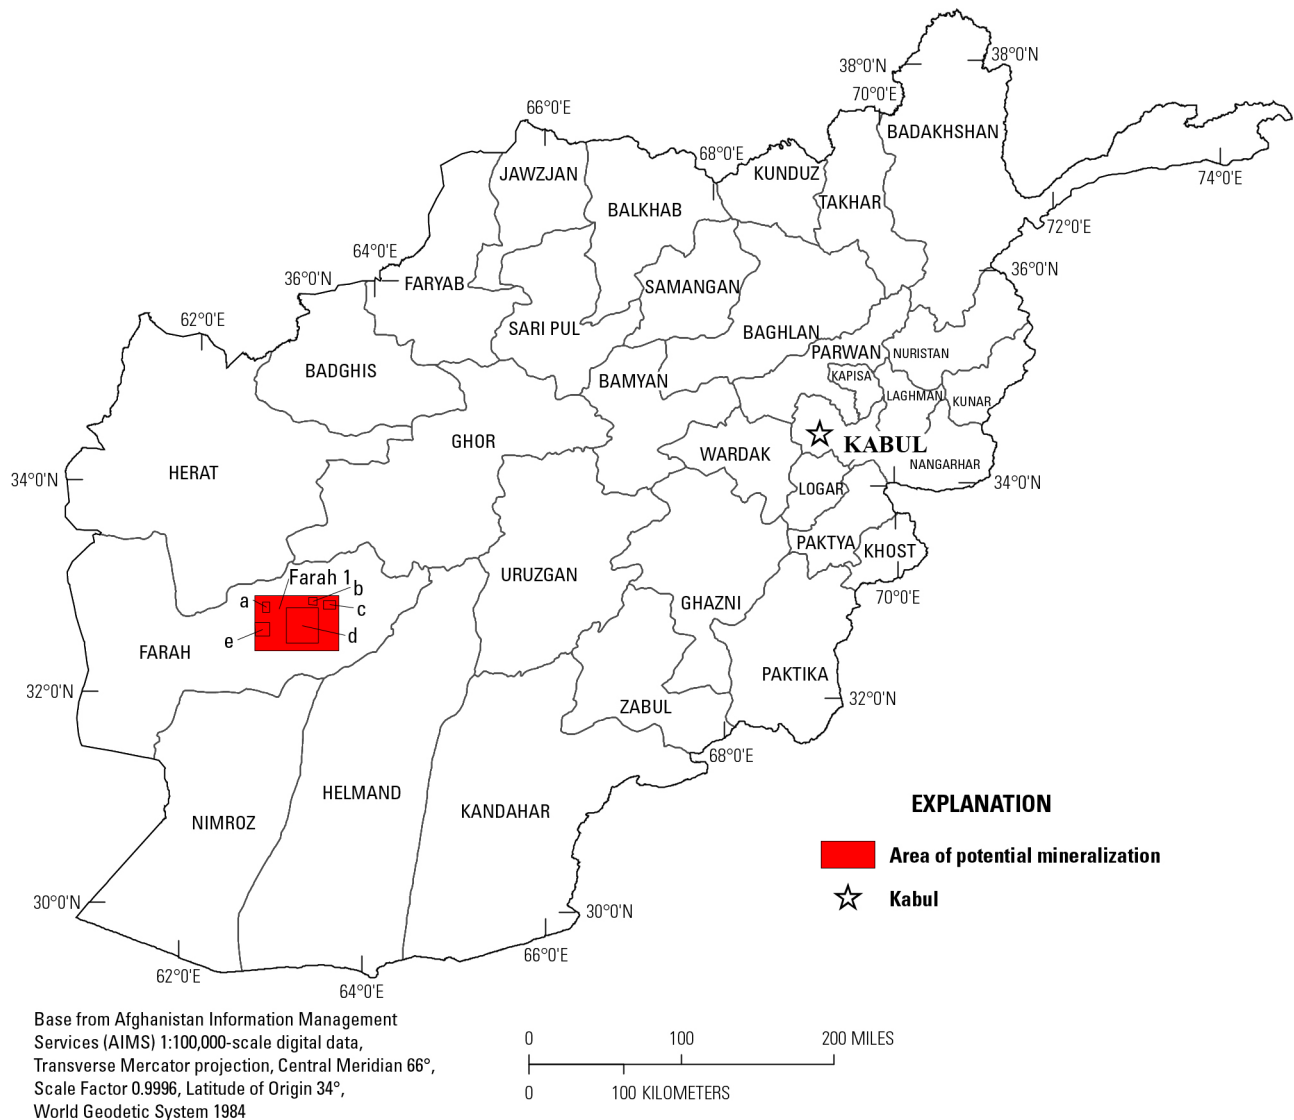 38°0'N
38°0'N
70°0'E
66°0'E
BADAKHSHAN
68°0'E
JAWZJAN
KUNDUZ
74°0'E
BALKHAB
TAKHAR
72°0'E
64°0'E
36°0'N
36°0'N
FARYAB
SAMANGAN
62°0'E
SARI PUL
BAGHLAN
PARWAN
NURISTAN
BADGHIS
BAMYAN
KAPISA
LAGHMAN
KUNAR
GHOR
KABUL
WARDAK
NANGARHAR
HERAT
34°0'N
LOGAR
34°0'N
PAKTYA
KHOST
URUZGAN
Farah 1
b
a
c
GHAZNI
70°0'E
e
d
FARAH
PAKTIKA
32°0'N
32°0'N
ZABUL
68°0'E
HELMAND
KANDAHAR
NIMROZ
EXPLANATION
Area of potential mineralization
Kabul
30°0'N
30°0'N
66°0'E
62°0'E
64°0'E
Base from Afghanistan Information Management
Services (AIMS) 1:100,000-scale digital data,
Transverse Mercator projection, Central Meridian 66°,
Scale Factor 0.9996, Latitude of Origin 34°,
World Geodetic System 1984
0 100 200 MILES
0 100 KILOMETERS